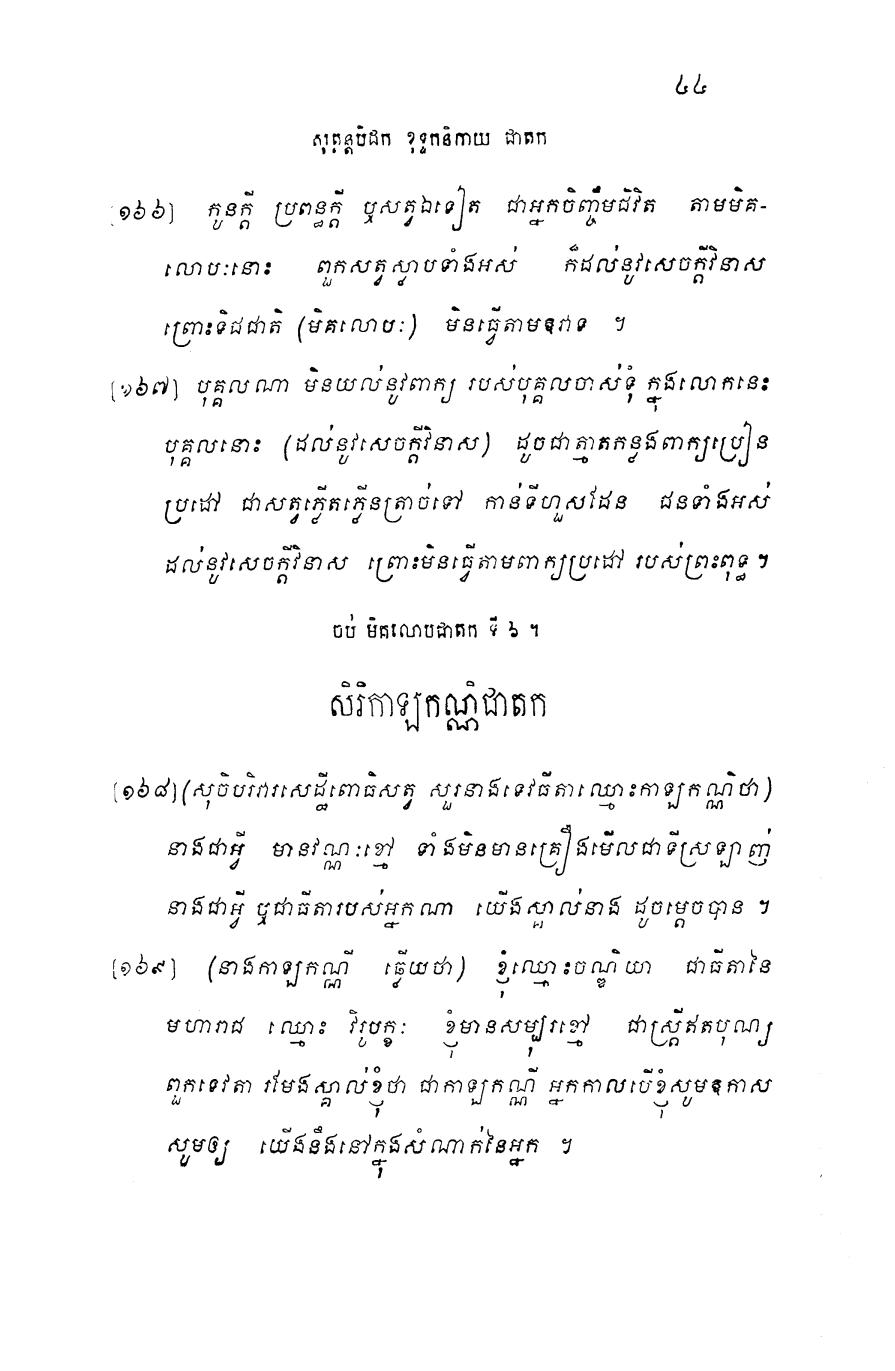 ៤៤
សុត្តន្តបិដក ខុទ្ទកនិកាយ ជាតក
[១៦៦] កូនក្តី ប្រពន្ធក្តី ឬសត្វឯទៀត ជាអ្នកចិញ្ចឹមជីវិត តាមមិគ-
លោបៈនោះ ពួកសត្វស្លាបទាំងអស់ ក៏ដល់នូវសេចក្តីវិនាស
ព្រោះទិជជាតិ (មិគលោបៈ) មិនធ្វើតាមឱវាទ ។
[១៦៧] បុគ្គលណា មិនយល់នូវពាក្យ របស់បុគ្គលចាស់ទុំ ក្នុងលោកនេះ
បុគ្គលនោះ (ដល់នូវសេចក្តីវិនាស) ដូចជាត្មាតកន្លងពាក្យប្រៀន
ប្រដៅ ជាសត្វភ្លើតភ្លើនត្រាច់ទៅ កាន់ទីហួសដែន ជនទាំងអស់
ដល់នូវសេចក្តីវិនាស ព្រោះមិនធ្វើតាមពាក្យប្រដៅ របស់ព្រះពុទ្ធ ។
ចប់ មិគលោបជាតក ទី ៦ ។
សិរិកាឡកណ្ណិជាតក
[១៦៨] (សុចិបរិវារសេដ្ឋីពោធិសត្វ សួរនាងទេវធីតាឈ្មោះកាឡកណ្ណិថា)
នាងជាអ្វី មានវណ្ណៈខ្មៅ ទាំងមិនមានគ្រឿងមើលជាទីស្រឡាញ់
នាងជាអ្វី ឬជាធីតារបស់អ្នកណា យើងស្គាល់នាង ដូចម្តេចបាន ។
[១៦៩] (នាងកាឡកណ្ណី ឆ្លើយថា) ខ្ញុំឈ្មោះចណ្ឌិយា ជាធីតានៃ
មហារាជ ឈ្មោះ វិរូបក្ខៈ ខ្ញុំមានសម្បុរខ្មៅ ជាស្ត្រីឥតបុណ្យ
ពួកទេវតា រមែងស្គាល់ខ្ញុំថា ជាកាឡកណ្ណី អ្នកកាលបើខ្ញុំសូមឱកាស
សូមឲ្យ យើងនឹងនៅក្នុងសំណាក់នៃអ្នក ។